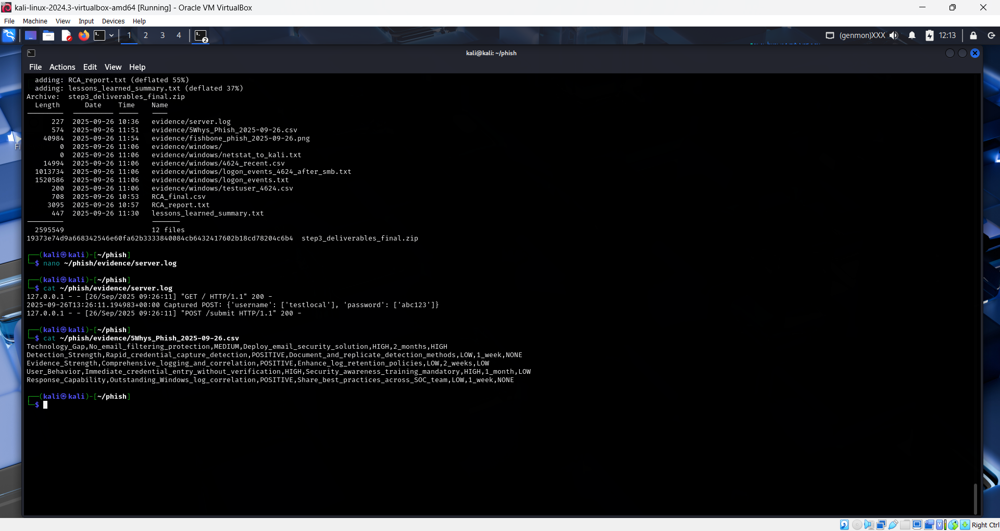 kali-linux-2024.3-virtualbox-amd64 [Running] - Oracle VM VirtualBox
File Machine View Input Devices Help
1 2 3 4 2 (genmon)XXX 12:13
kali@kali: ~/phish
File Actions Edit View Help
adding: RCA_report.txt (deflated 55%)
adding: lessons_learned_summary.txt (deflated 37%)
Archive: step3_deliverables_final.zip
Length Date Time Name
227 2025-09-26 10:36 evidence/server.log
574 2025-09-26 11:51 evidence/5Whys_Phish_2025-09-26.csv
40984 2025-09-26 11:54 evidence/fishbone_phish_2025-09-26.png
0 2025-09-26 11:06 evidence/windows/
0 2025-09-26 11:06 evidence/windows/netstat_to_kali.txt
14994 2025-09-26 11:06 evidence/windows/4624_recent.csv
1013734 2025-09-26 11:06 evidence/windows/logon_events_4624_after_smb.txt
1520586 2025-09-26 11:06 evidence/windows/logon_events.txt
200 2025-09-26 11:06 evidence/windows/testuser_4624.csv
708 2025-09-26 10:53 RCA_final.csv
3095 2025-09-26 10:57 RCA_report.txt
447 2025-09-26 11:30 lessons_learned_summary.txt
2595549 12 files
19373e74d9a668342546e60fa62b3333840084cb6432417602b18cd78204c6b4 step3_deliverables_final.zip
┌──(kali㉿kali)-[~/phish]
└─$ nano ~/phish/evidence/server.log
┌──(kali㉿kali)-[~/phish]
└─$ cat ~/phish/evidence/server.log
127.0.0.1 - - [26/Sep/2025 09:26:11] "GET / HTTP/1.1" 200 -
2025-09-26T13:26:11.194983+00:00 Captured POST: {'username': ['testlocal'], 'password': ['abc123']}
127.0.0.1 - - [26/Sep/2025 09:26:11] "POST /submit HTTP/1.1" 200 -
┌──(kali㉿kali)-[~/phish]
└─$ cat ~/phish/evidence/5Whys_Phish_2025-09-26.csv
Technology_Gap,No_email_filtering_protection,MEDIUM,Deploy_email_security_solution,HIGH,2_months,HIGH
Detection_Strength,Rapid_credential_capture_detection,POSITIVE,Document_and_replicate_detection_methods,LOW,1_week,NONE
Evidence_Strength,Comprehensive_logging_and_correlation,POSITIVE,Enhance_log_retention_policies,LOW,2_weeks,LOW
User_Behavior,Immediate_credential_entry_without_verification,HIGH,Security_awareness_training_mandatory,HIGH,1_month,LOW
Response_Capability,Outstanding_Windows_log_correlation,POSITIVE,Share_best_practices_across_SOC_team,LOW,1_week,NONE
┌──(kali㉿kali)-[~/phish]
└─$
Fi
Right Ctrl